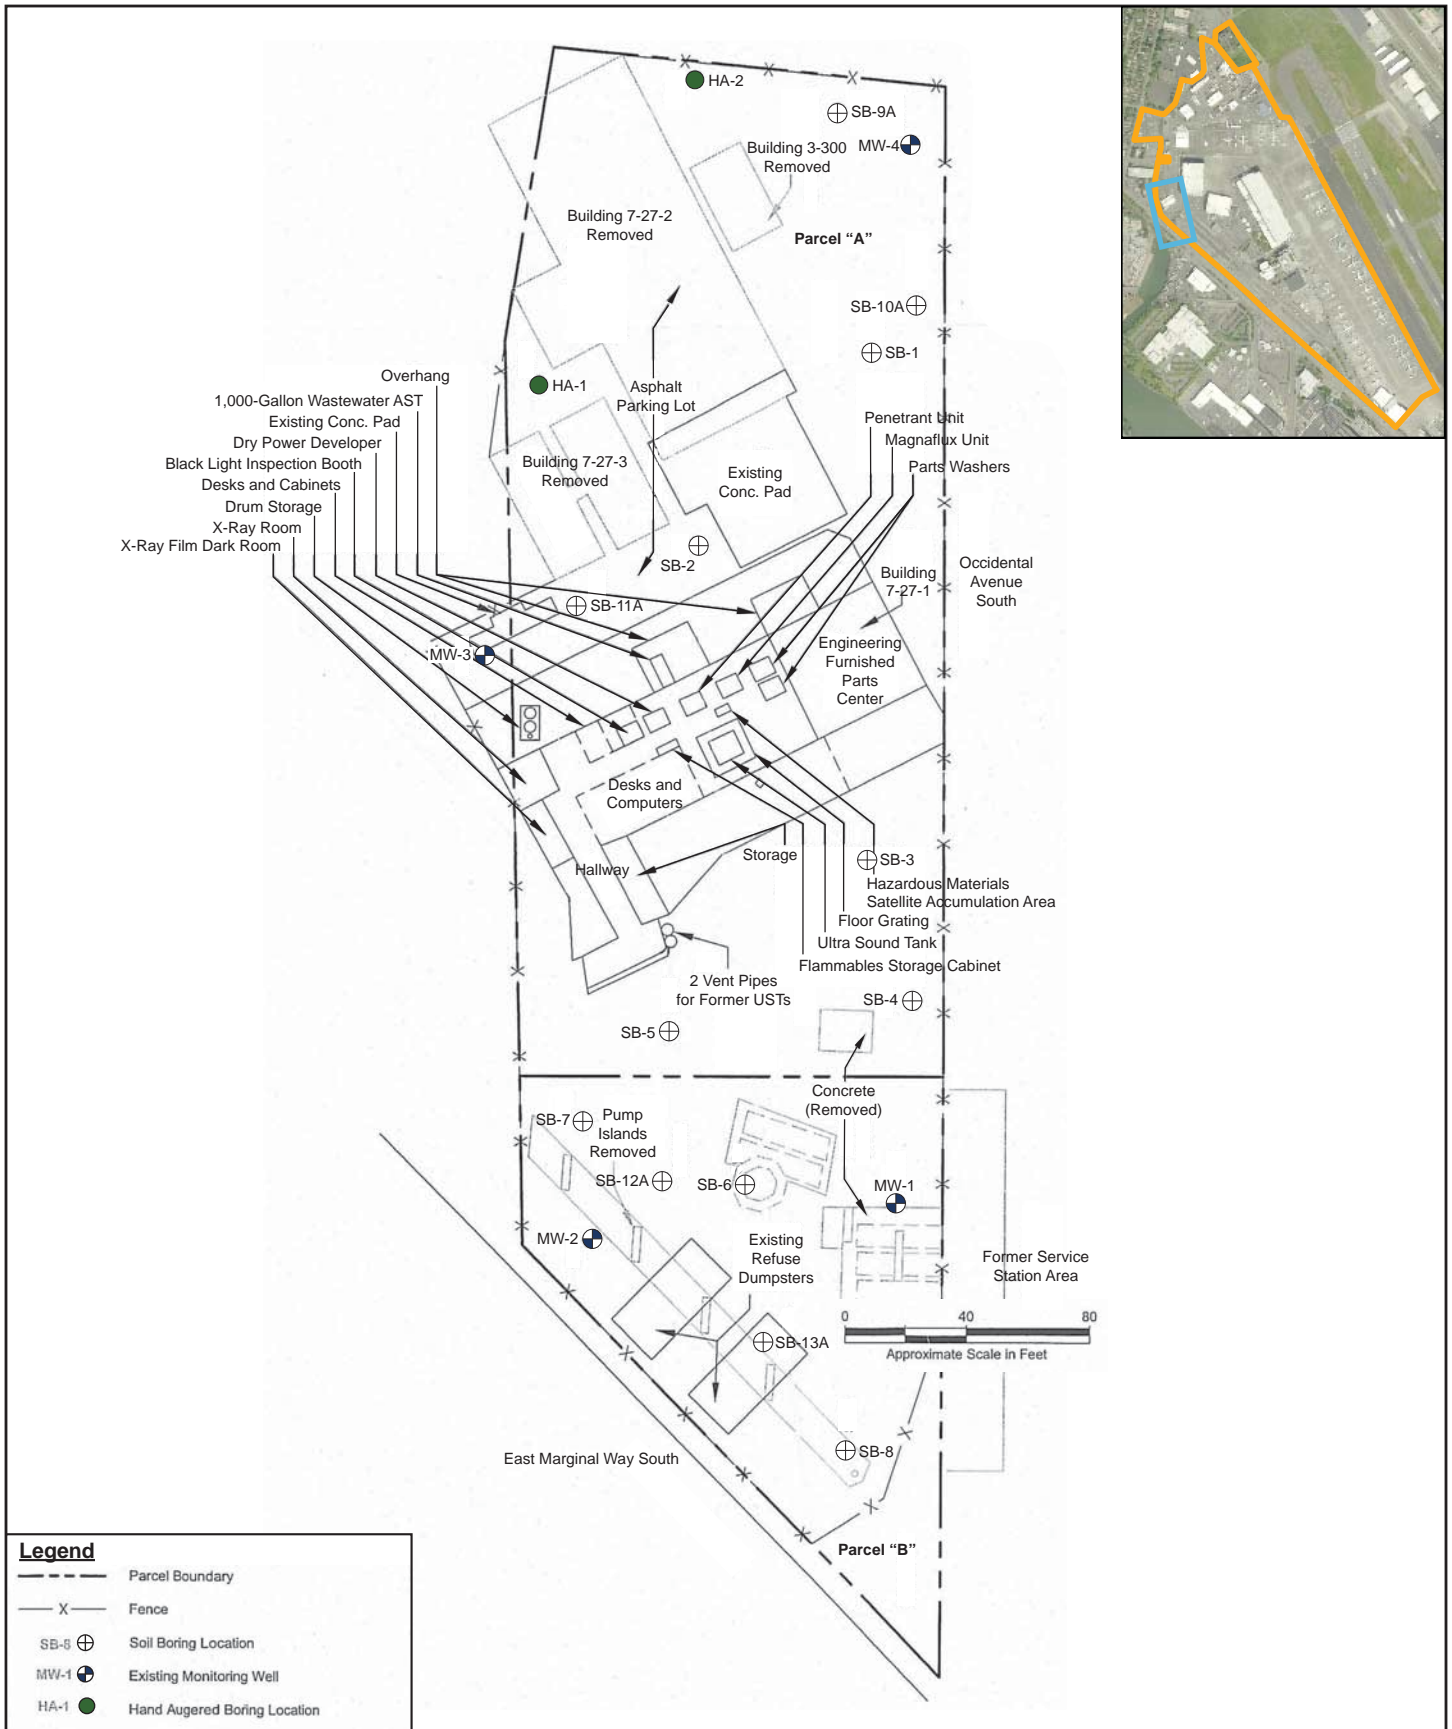 HA-2
SB-9A
Building 3-300
Removed
MW-4
Building 7-27-2
Removed
Parcel “A”
SB-10A
SB-1
HA-1
Asphalt
Parking Lot
Overhang
1,000-Gallon Wastewater AST
Existing Conc. Pad
Dry Power Developer
Black Light Inspection Booth
Desks and Cabinets
Drum Storage
X-Ray Room
X-Ray Film Dark Room
Penetrant Unit
Magnaflux Unit
Parts Washers
Building 7-27-3
Removed
Existing
Conc. Pad
SB-2
Building
7-27-1
Occidental
Avenue
South
SB-11A
MW-3
Engineering
Furnished
Parts
Center
Desks and
Computers
Hallway
Storage
SB-3
Hazardous Materials
Satellite Accumulation Area
Floor Grating
Ultra Sound Tank
Flammables Storage Cabinet
2 Vent Pipes
for Former USTs
SB-4
SB-5
Concrete
(Removed)
SB-7
Pump
Islands
Removed
SB-12A
SB-6
MW-1
MW-2
Existing
Refuse
Dumpsters
Former Service
Station Area
0 40 80
Approximate Scale in Feet
SB-13A
SB-8
East Marginal Way South
Parcel “B”
Legend
Parcel Boundary
X Fence
SB-8 Soil Boring Location
MW-1 Existing Monitoring Well
HA-1 Hand Augered Boring Location